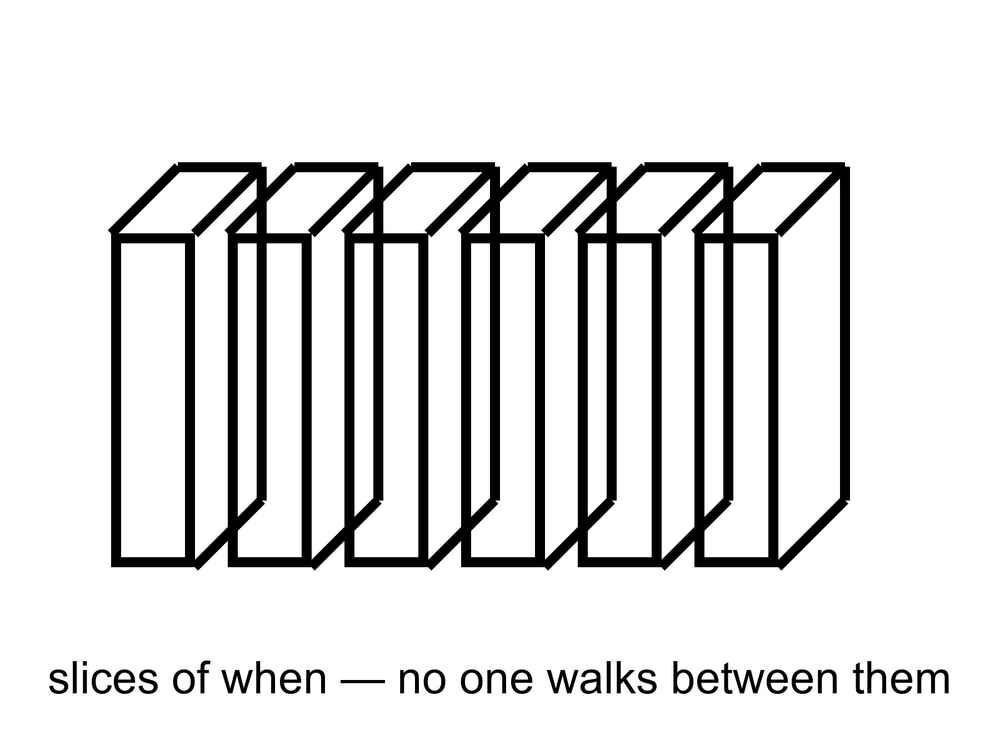 slices of when — no one walks between them